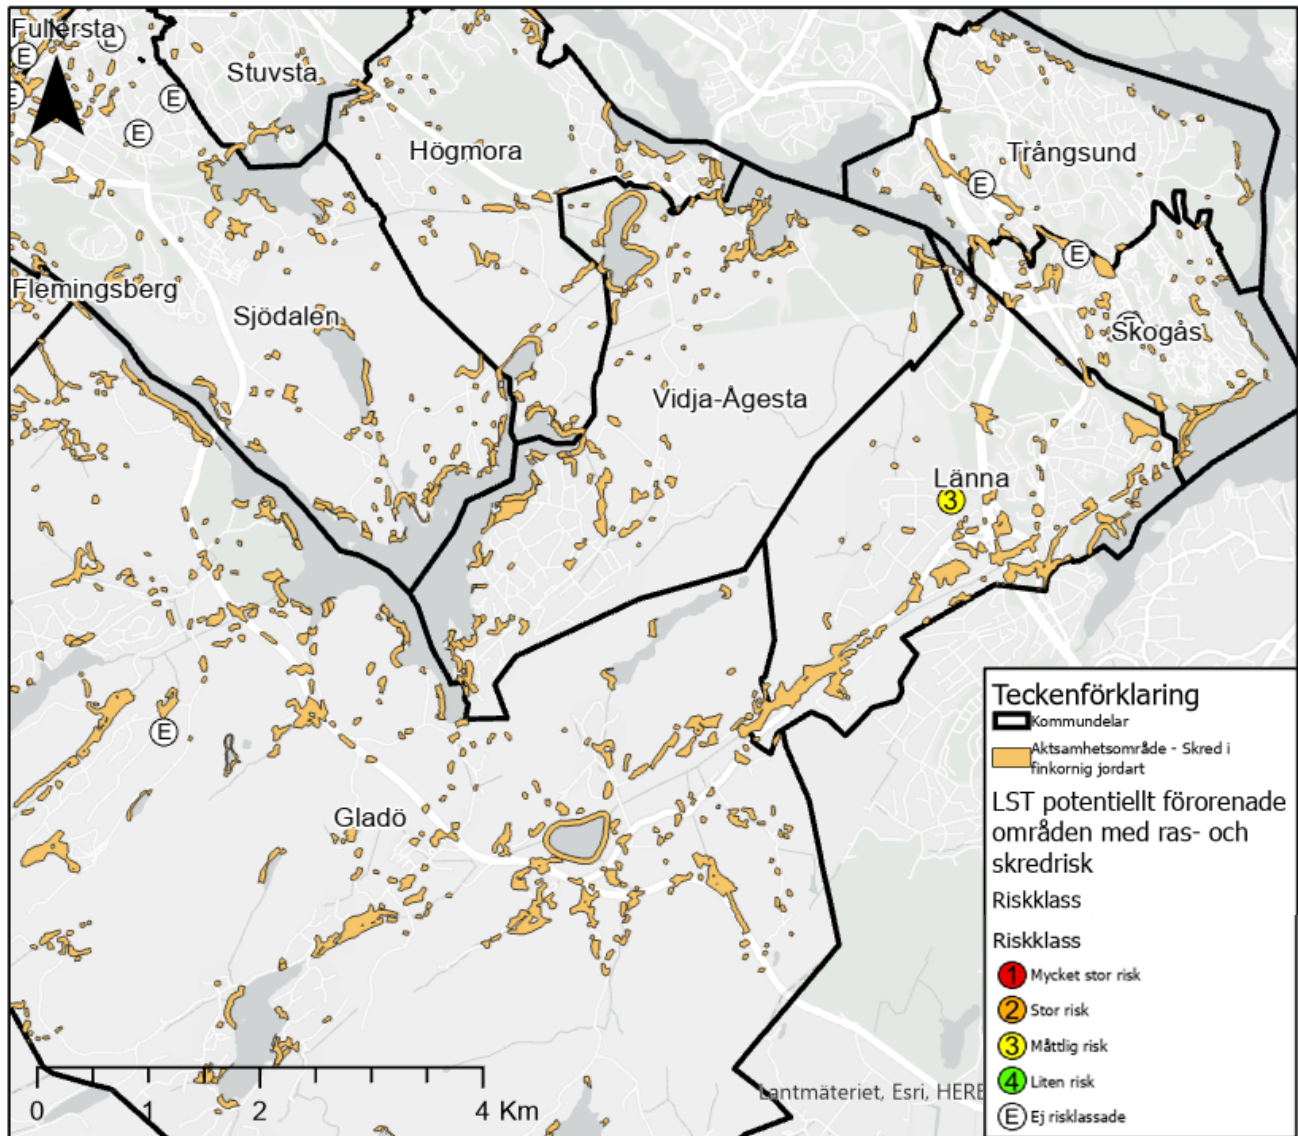 Fullersta
E
E
E
Stuvsta
E
E
Högmora
Trångsund
E
E
Flemingsberg
Sjödalen
E
Skogås
Vidja-Ågesta
Länna
3
E
Gladö
Teckenförklaring
Kommundelar
Aktsamhetsområde - Skred i
finkornig jordart
LST potentiellt förorenade
områden med ras- och
skredrisk
Riskklass
Riskklass
1 Mycket stor risk
2 Stor risk
3 Måttlig risk
4 Liten risk
E Ej risklassade
0 2 4 Km
Lantmäteriet, Esri, HERE